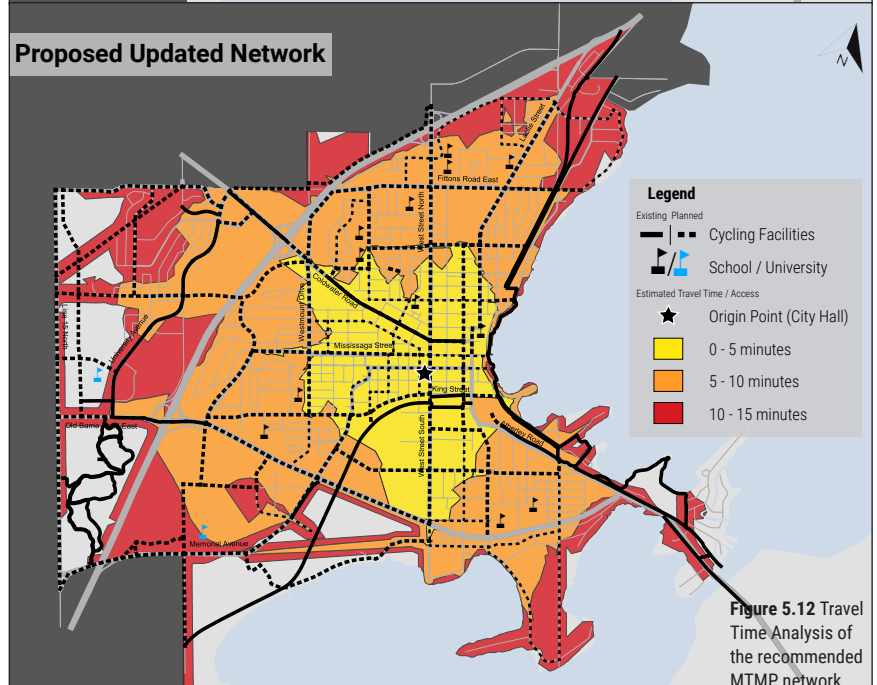 Proposed Updated Network
N
Laclie Street
Fittons Road East
West Street North
Coldwater Road
Westmount Drive
Mississaga Street
Line 15 North
University Avenue
King Street
Old Barrie Road East
Atherley Road
West Street South
Memorial Avenue
Legend
Existing Planned
Cycling Facilities
School / University
Estimated Travel Time / Access
Origin Point (City Hall)
0 - 5 minutes
5 - 10 minutes
10 - 15 minutes
Figure 5.12 Travel
Time Analysis of
the recommended
MTMP network